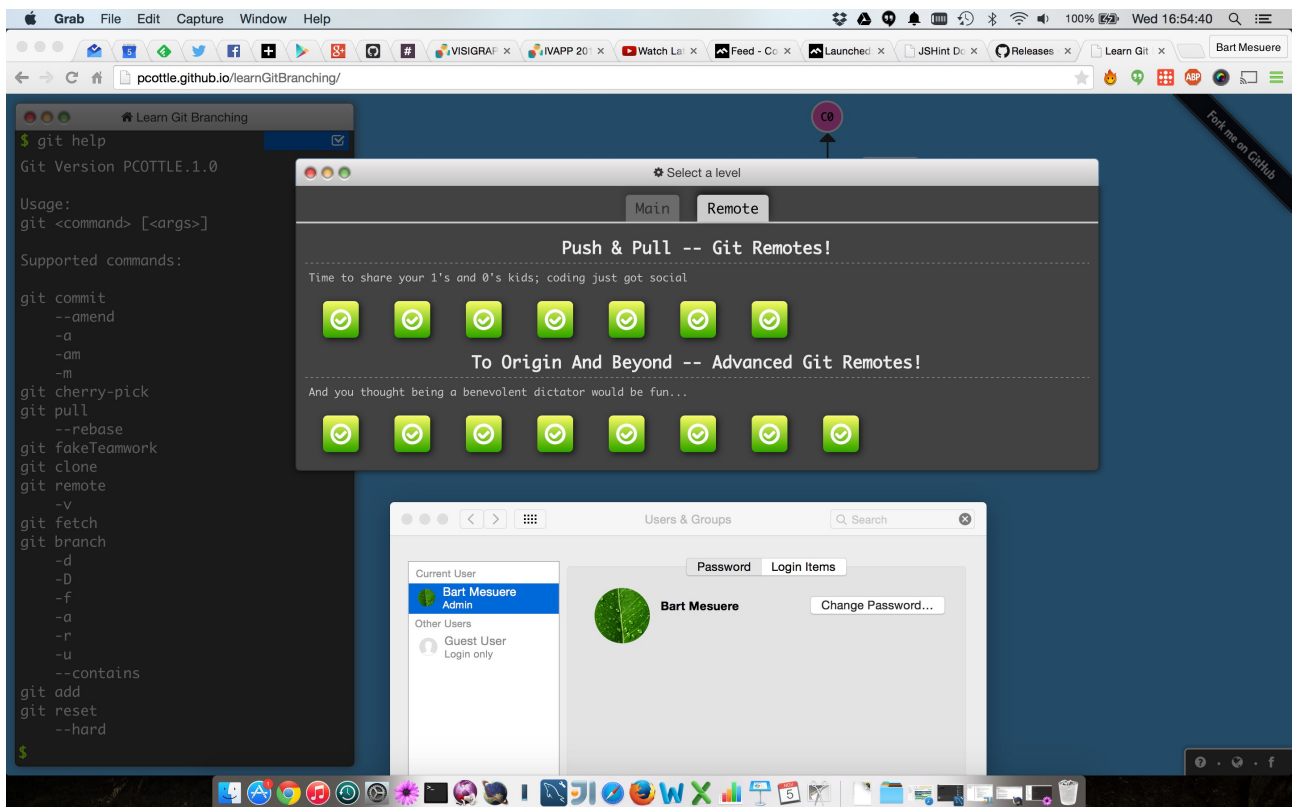 Grab File Edit Capture Window Help 100% Wed 16:54:40
VISIGRAP IVAPP 201 Watch Lat Feed - Co Launched JSHint Do Releases Learn Git Bart Mesuere
pcottle.github.io/learnGitBranching/ ABP
Learn Git Branching
$ git help
Git Version PCOTTLE.1.0
Usage:
git <command> [<args>]
Supported commands:
git commit
--amend
-a
-am
-m
git cherry-pick
git pull
--rebase
git fakeTeamwork
git clone
git remote
-v
git fetch
git branch
-d
-D
-f
-a
-r
-u
--contains
git add
git reset
--hard
$
C0
Fork me on GitHub
Select a level
Main Remote
Push & Pull -- Git Remotes!
Time to share your 1's and 0's kids; coding just got social
To Origin And Beyond -- Advanced Git Remotes!
And you thought being a benevolent dictator would be fun...
Users & Groups Search
Password Login Items
Current User
Bart Mesuere
Admin
Other Users
Guest User
Login only
Bart Mesuere Change Password...